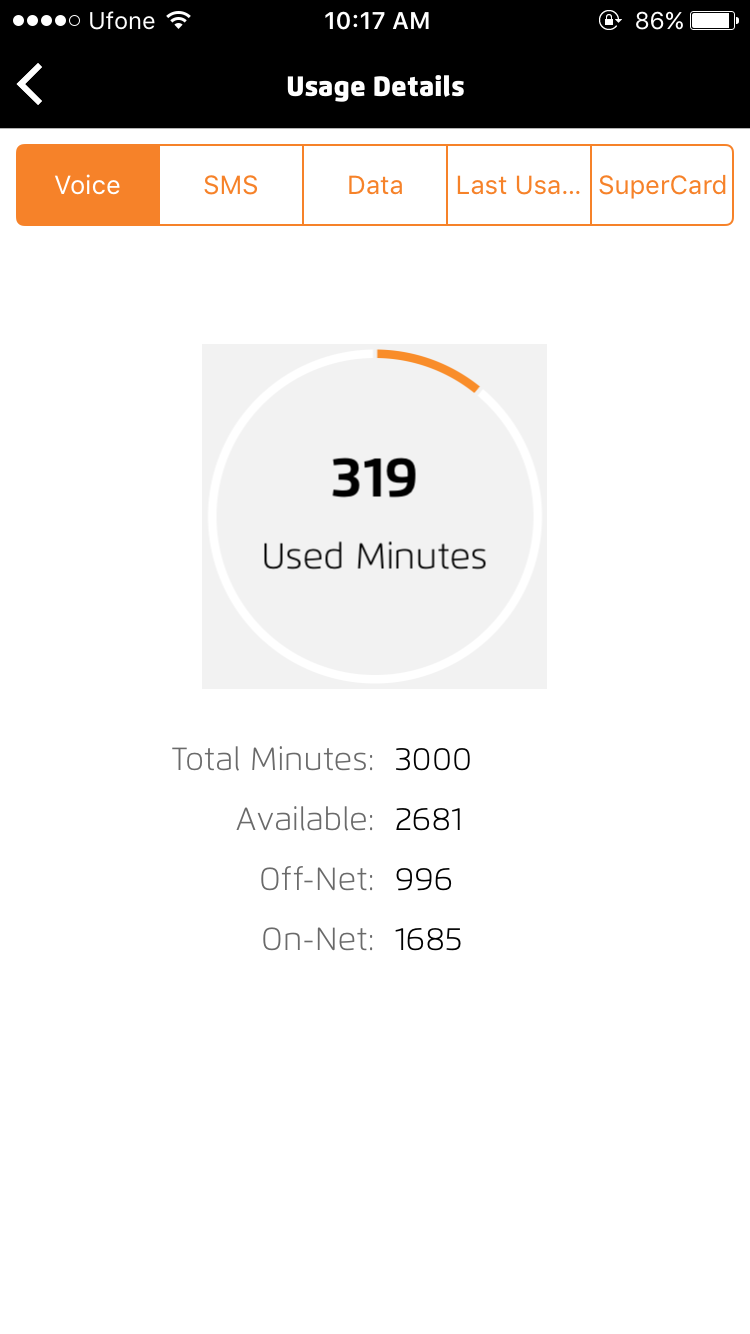 Ufone 10:17 AM 86%
Usage Details
Voice SMS Data Last Usa... SuperCard
319
Used Minutes
Total Minutes: 3000
Available: 2681
Off-Net: 996
On-Net: 1685